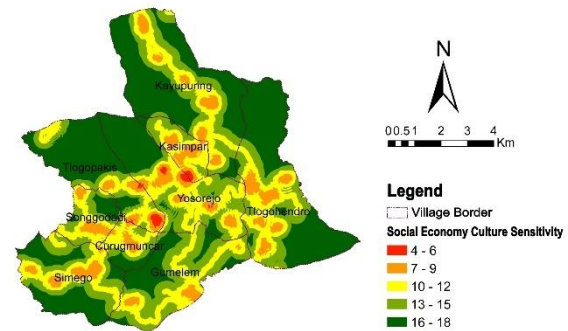 Kayupuring
Kasimpar
Tlogopakis
Yosorejo
Songgodadi
Tlogohendro
Curugmuncar
Simego
Gumelem
N
0 0.5 1 2 3 4
Km
Legend
Village Border
Social Economy Culture Sensitivity
4 - 6
7 - 9
10 - 12
13 - 15
16 - 18